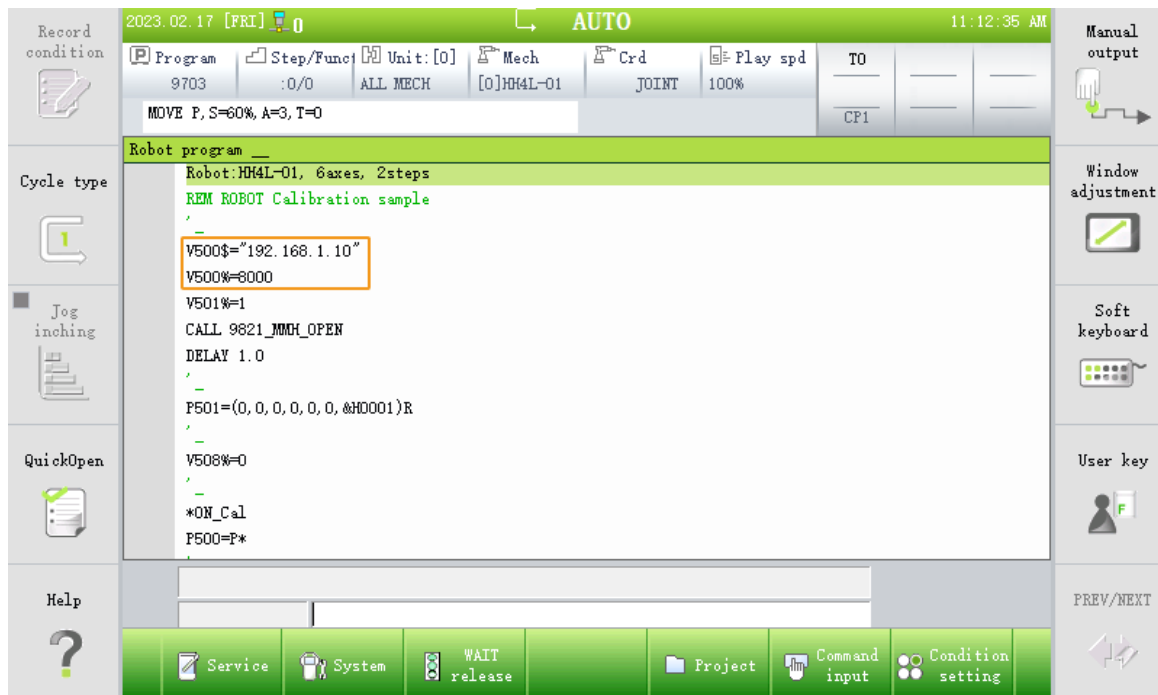 Record condition
2023.02.17 [FRI] 0 AUTO 11:12:35 AM
Manual output
P Program Step/Funct Unit:[0] Mech Crd Play spd T0
9703 :0/0 ALL MECH [0]HH4L-01 JOINT 100%
MOVE P, S=60%, A=3, T=0 CP1
Robot program __
Cycle type
1
Window adjustment
Robot:HH4L-01, 6axes, 2steps
REM ROBOT Calibration sample
' _
V500$="192.168.1.10"
V500%=8000
V501%=1
CALL 9821_MMH_OPEN
DELAY 1.0
' _
P501=(0,0,0,0,0,0,&H0001)R
' _
V508%=0
' _
*ON_Cal
P500=P*
Jog inching
Soft keyboard
QuickOpen
User key
F
Help
?
PREV/NEXT
Service System WAIT release Project Command input Condition setting